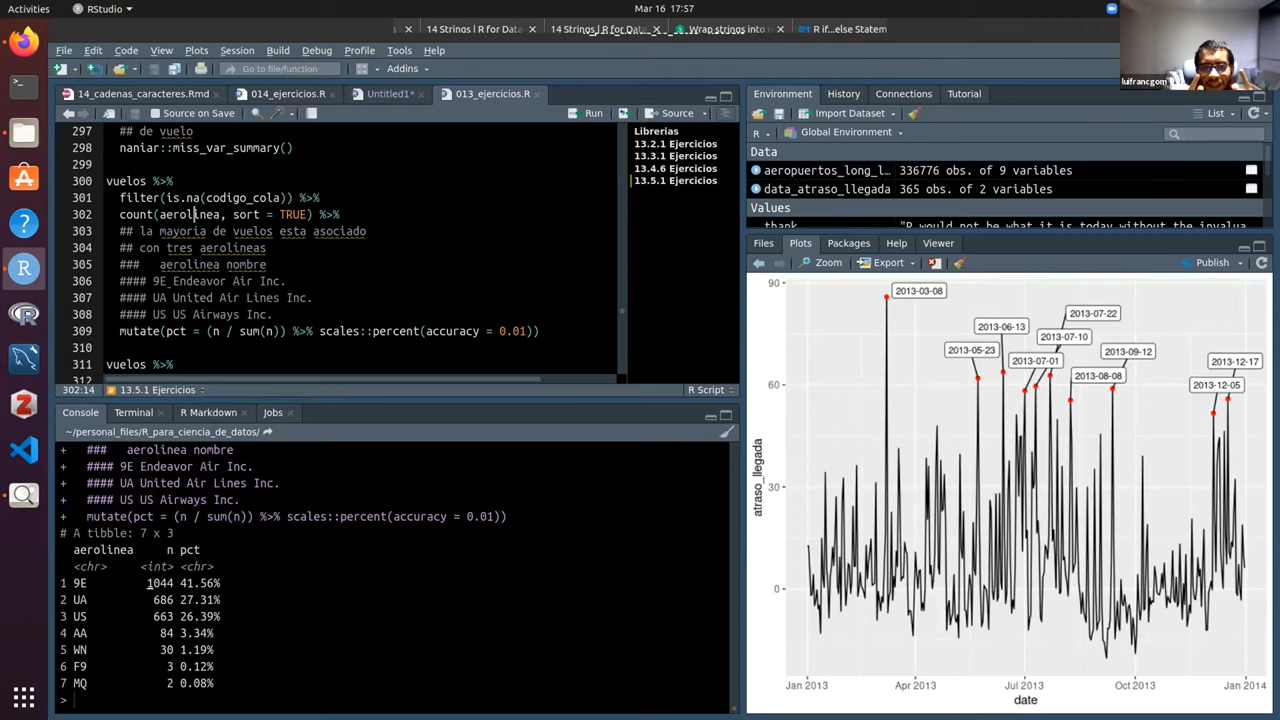 Activities
RStudio
Mar 16 17:57
14 Strings | R for Data
14 Strings | R for Data
Wrap strings into
R if...else Statem
luifrancgom
File Edit Code View Plots Session Build Debug Profile Tools Help
Go to file/function
Addins
14_cadenas_caracteres.Rmd
014_ejercicios.R
Untitled1*
013_ejercicios.R
Source on Save
Run
Source
297 ## de vuelo
298 naniar::miss_var_summary()
299
300 vuelos %>%
301 filter(is.na(codigo_cola)) %>%
302 count(aerolinea, sort = TRUE) %>%
303 ## la mayoria de vuelos esta asociado
304 ## con tres aerolineas
305 ### aerolinea nombre
306 #### 9E Endeavor Air Inc.
307 #### UA United Air Lines Inc.
308 #### US US Airways Inc.
309 mutate(pct = (n / sum(n)) %>% scales::percent(accuracy = 0.01))
310
311 vuelos %>%
312
Librerias
13.2.1 Ejercicios
13.3.1 Ejercicios
13.4.6 Ejercicios
13.5.1 Ejercicios
302:14
13.5.1 Ejercicios
R Script
Console Terminal R Markdown Jobs
~/personal_files/R_para_ciencia_de_datos/
+ ### aerolinea nombre
+ #### 9E Endeavor Air Inc.
+ #### UA United Air Lines Inc.
+ #### US US Airways Inc.
+ mutate(pct = (n / sum(n)) %>% scales::percent(accuracy = 0.01))
# A tibble: 7 x 3
aerolinea n pct
<chr> <int> <chr>
1 9E 1044 41.56%
2 UA 686 27.31%
3 US 663 26.39%
4 AA 84 3.34%
5 WN 30 1.19%
6 F9 3 0.12%
7 MQ 2 0.08%
>
Environment History Connections Tutorial
Import Dataset
List
R
Global Environment
Data
aeropuertos_long_l… 336776 obs. of 9 variables
data_atraso_llegada 365 obs. of 2 variables
Values
thank "R would not be what it is today without the invalua
Files Plots Packages Help Viewer
Zoom
Export
Publish
90
60
30
0
atraso_llegada
2013-03-08
2013-07-22
2013-06-13
2013-07-10
2013-05-23
2013-07-01
2013-09-12
2013-08-08
2013-12-17
2013-12-05
Jan 2013
Apr 2013
Jul 2013
Oct 2013
Jan 2014
date